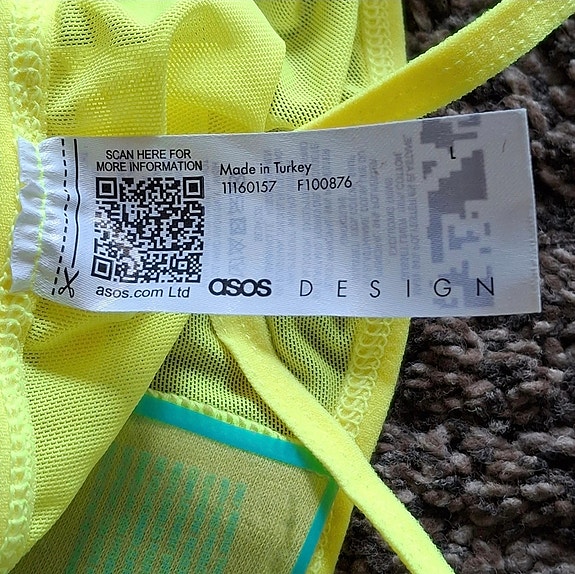 SCAN HERE FOR
MORE INFORMATION
asos.com Ltd
Made in Turkey
11160157 F100876
L
asos DESIGN